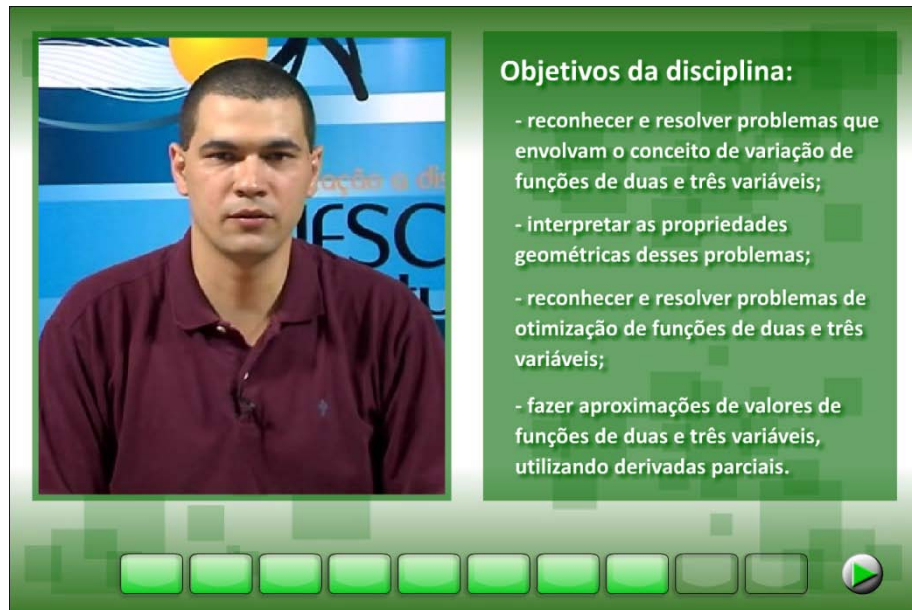 Objetivos da disciplina:
- reconhecer e resolver problemas que
envolvam o conceito de variação de
funções de duas e três variáveis;
- interpretar as propriedades
geométricas desses problemas;
- reconhecer e resolver problemas de
otimização de funções de duas e três
variáveis;
- fazer aproximações de valores de
funções de duas e três variáveis,
utilizando derivadas parciais.